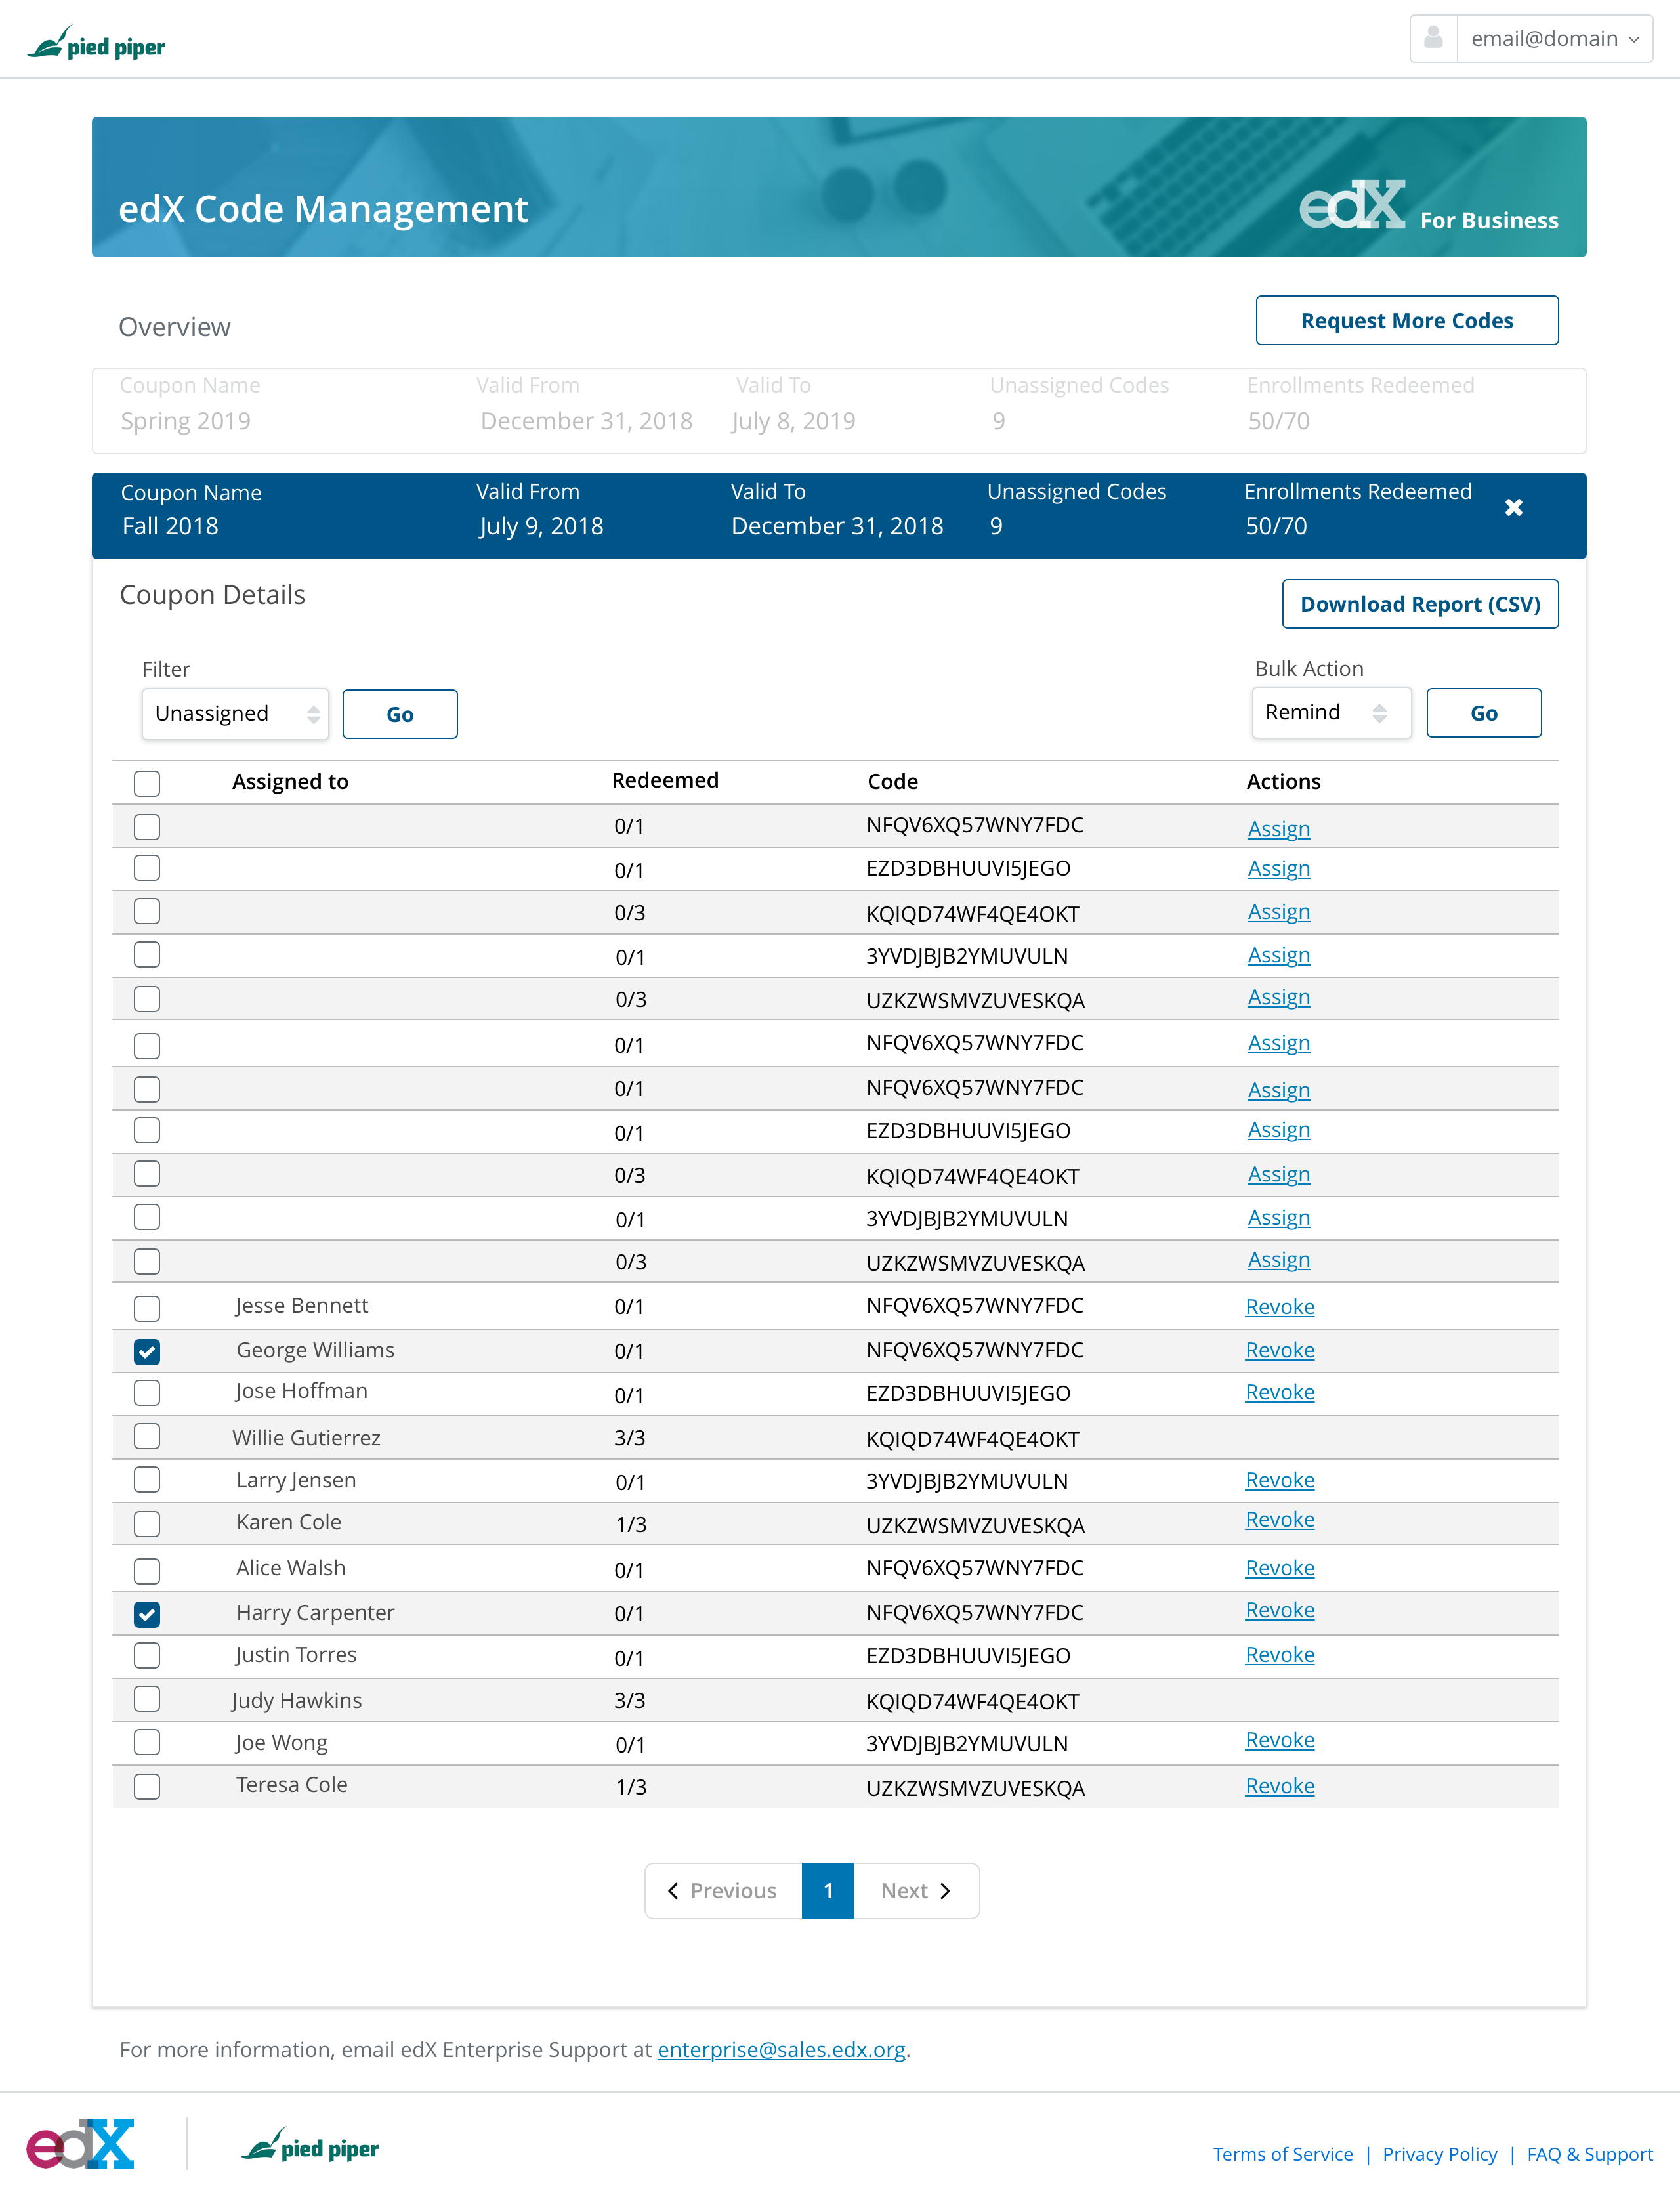 pied piper
email@domain
edX Code Management
edX For Business
Overview
Request More Codes
Coupon Name Valid From Valid To Unassigned Codes Enrollments Redeemed
Spring 2019 December 31, 2018 July 8, 2019 9 50/70
Coupon Name Valid From Valid To Unassigned Codes Enrollments Redeemed
Fall 2018 July 9, 2018 December 31, 2018 9 50/70
Coupon Details
Download Report (CSV)
Filter Bulk Action
Unassigned Go Remind Go
Assigned to Redeemed Code Actions
0/1 NFQV6XQ57WNY7FDC Assign
0/1 EZD3DBHUUVI5JEGO Assign
0/3 KQIQD74WF4QE4OKT Assign
0/1 3YVDJBJB2YMUVULN Assign
0/3 UZKZWSMVZUVESKQA Assign
0/1 NFQV6XQ57WNY7FDC Assign
0/1 NFQV6XQ57WNY7FDC Assign
0/1 EZD3DBHUUVI5JEGO Assign
0/3 KQIQD74WF4QE4OKT Assign
0/1 3YVDJBJB2YMUVULN Assign
0/3 UZKZWSMVZUVESKQA Assign
Jesse Bennett 0/1 NFQV6XQ57WNY7FDC Revoke
George Williams 0/1 NFQV6XQ57WNY7FDC Revoke
Jose Hoffman 0/1 EZD3DBHUUVI5JEGO Revoke
Willie Gutierrez 3/3 KQIQD74WF4QE4OKT
Larry Jensen 0/1 3YVDJBJB2YMUVULN Revoke
Karen Cole 1/3 UZKZWSMVZUVESKQA Revoke
Alice Walsh 0/1 NFQV6XQ57WNY7FDC Revoke
Harry Carpenter 0/1 NFQV6XQ57WNY7FDC Revoke
Justin Torres 0/1 EZD3DBHUUVI5JEGO Revoke
Judy Hawkins 3/3 KQIQD74WF4QE4OKT
Joe Wong 0/1 3YVDJBJB2YMUVULN Revoke
Teresa Cole 1/3 UZKZWSMVZUVESKQA Revoke
Previous 1 Next
For more information, email edX Enterprise Support at enterprise@sales.edx.org.
edX pied piper
Terms of Service | Privacy Policy | FAQ & Support